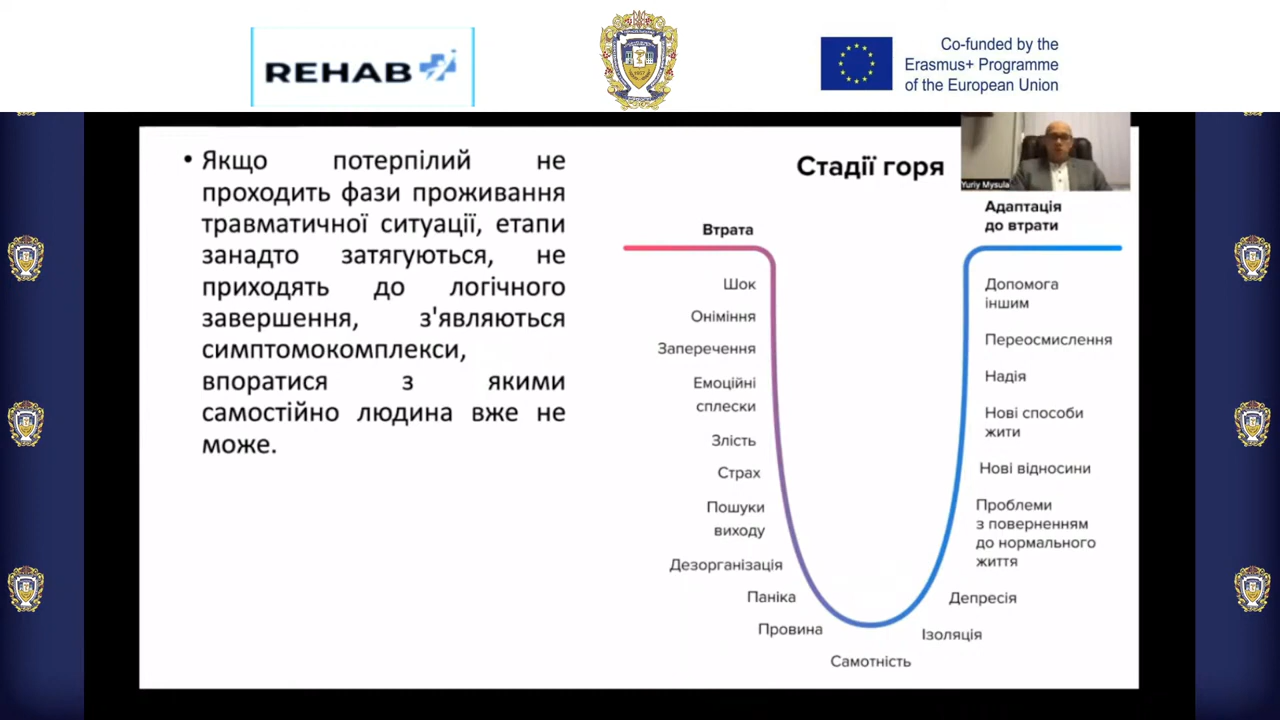 REHAB
Co-funded by the
Erasmus+ Programme
of the European Union
• Якщо потерпілий не
проходить фази проживання
травматичної ситуації, етапи
занадто затягуються, не
приходять до логічного
завершення, з'являються
симптомокомплекси,
впоратися з якими
самостійно людина вже не
може.
Стадії горя
Yuriy Mysula
Втрата
Шок
Оніміння
Заперечення
Емоційні
сплески
Злість
Страх
Пошуки
виходу
Дезорганізація
Паніка
Провина
Самотність
Адаптація
до втрати
Допомога
іншим
Переосмислення
Надія
Нові способи
жити
Нові відносини
Проблеми
з поверненням
до нормального
життя
Депресія
Ізоляція